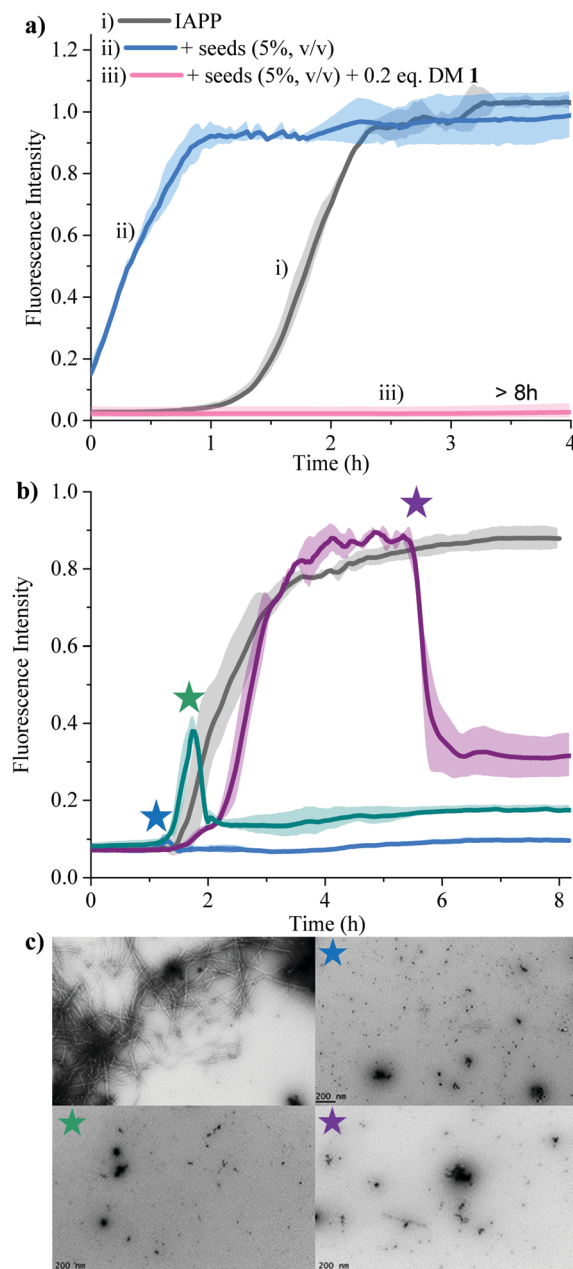 a)
i) IAPP
ii) + seeds (5%, v/v)
iii) + seeds (5%, v/v) + 0.2 eq. DM 1
1.2
1.0
0.8
0.6
0.4
0.2
0.0
Fluorescence Intensity
ii)
i)
iii)
> 8h
0 1 2 3 4
Time (h)
b)
1.0
0.8
0.6
0.4
0.2
0.0
Fluorescence Intensity
0 2 4 6 8
Time (h)
c)
200 nm
200 nm
200 nm
200 nm